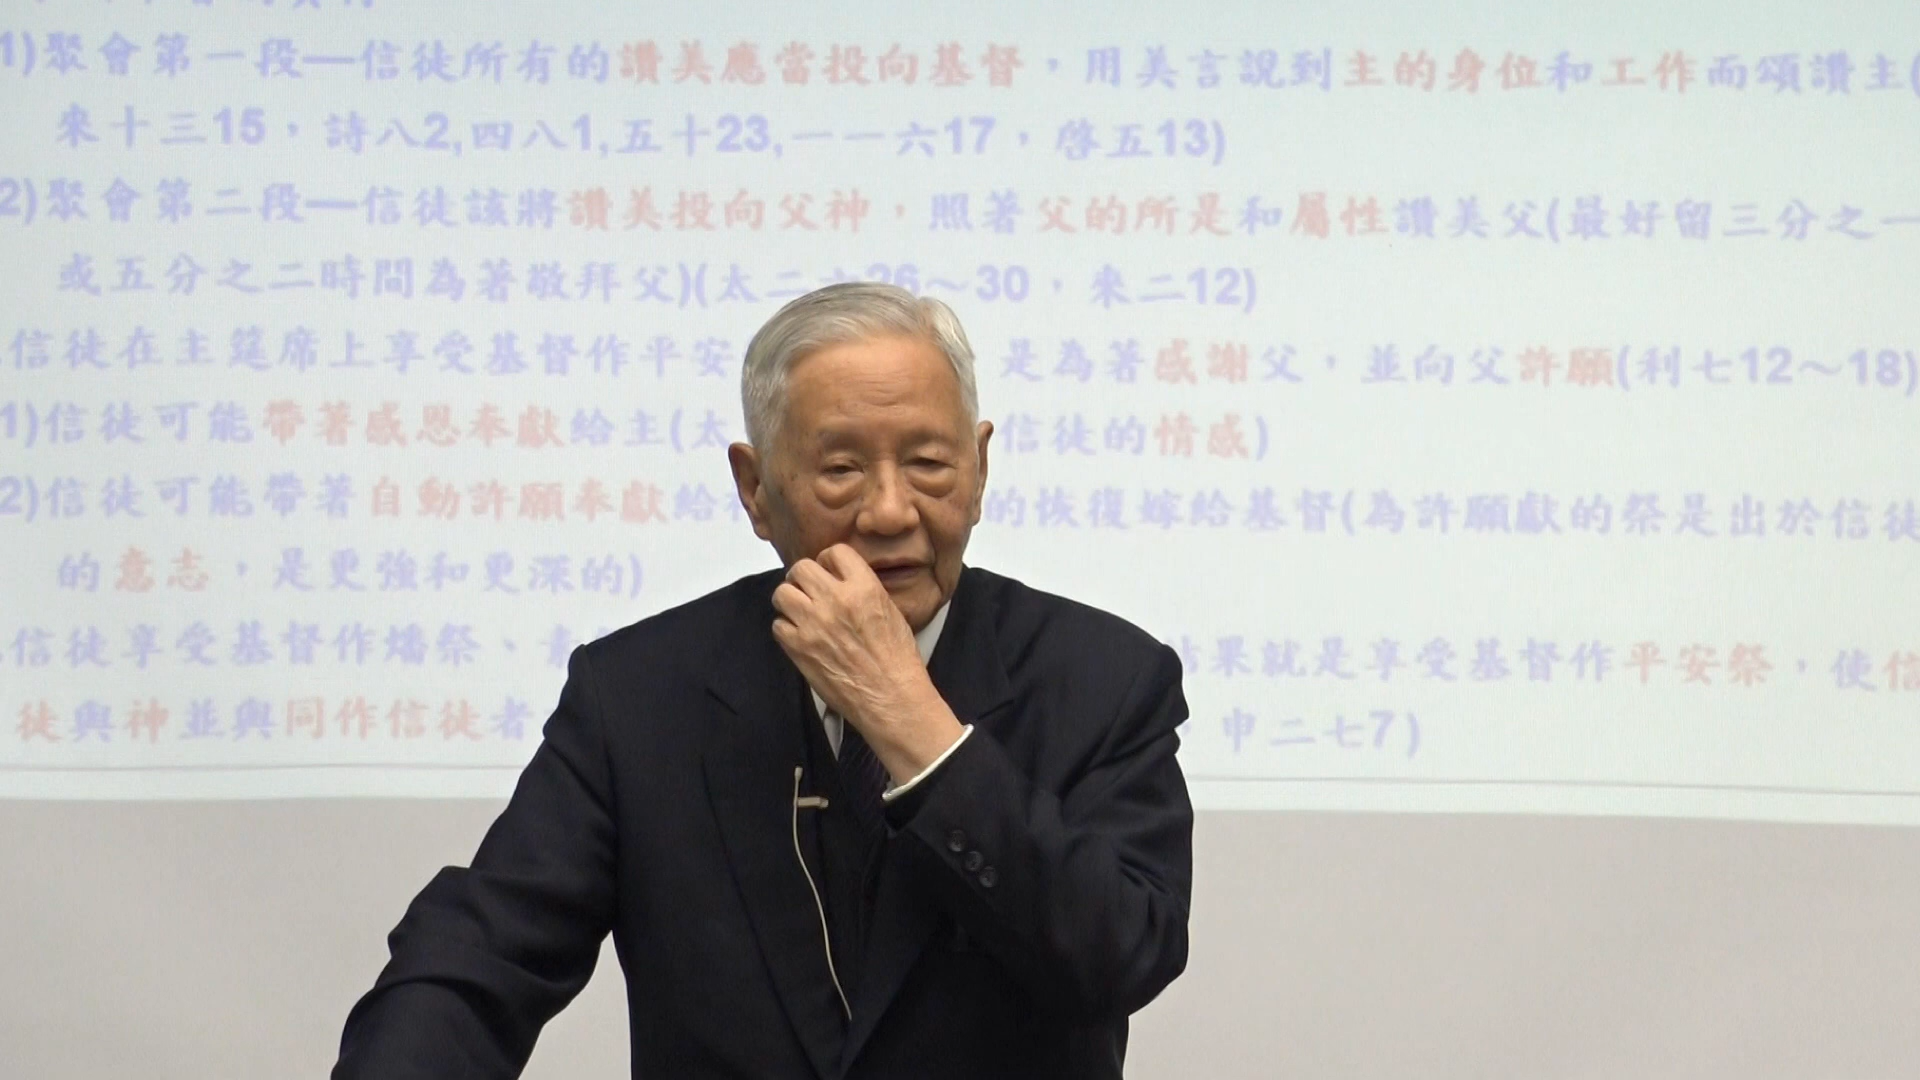 1)聚會第一段—信徒所有的讚美應當投向基督，用美言說到主的身位和工作而頌讚主(
來十三15，詩八2,四八1,五十23,一一六17，啓五13)
2)聚會第二段—信徒該將讚美投向父神，照著父的所是和屬性讚美父(最好留三分之一
或五分之二時間為著敬拜父)(太二六26～30，來二12)
信徒在主筵席上享受基督作平安 是為著感謝父，並向父許願(利七12～18)
1)信徒可能帶著感恩奉獻給主(太 信徒的情感)
2)信徒可能帶著自動許願奉獻給 的恢復嫁給基督(為許願獻的祭是出於信徒
的意志，是更強和更深的)
信徒享受基督作燔祭、素 結果就是享受基督作平安祭，使信
徒與神並與同作信徒者 ，申二七7)